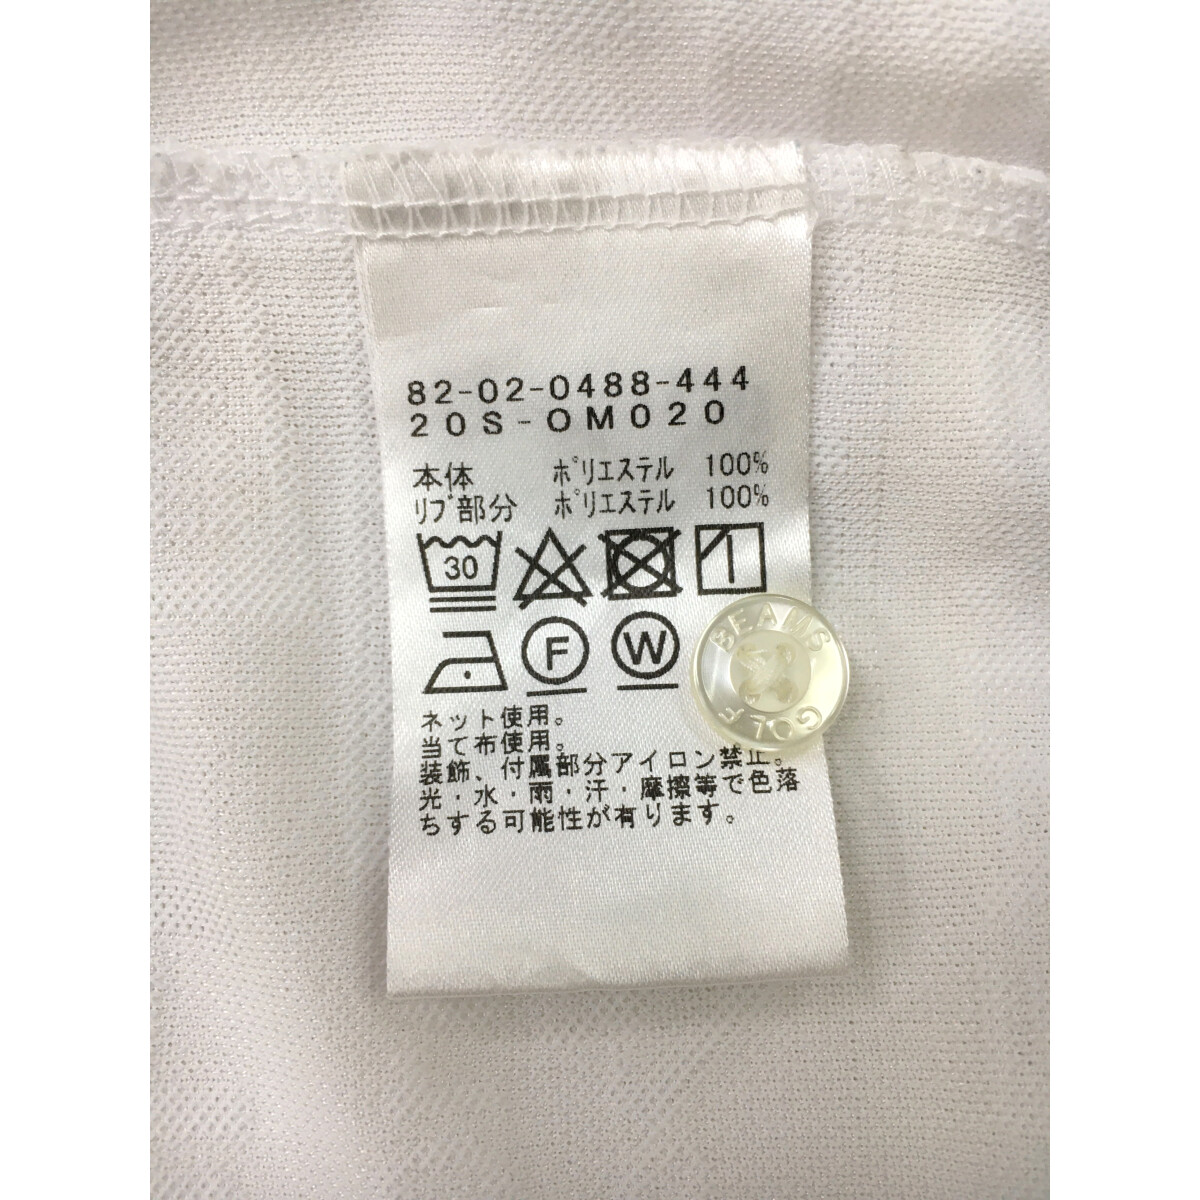 82-02-0488-444
20S-OM020
本体 ポリエステル 100%
リブ部分 ポリエステル 100%
30
F W
BEAMS GOLF
ネット使用。
当て布使用。
装飾、付属部分アイロン禁止。
光・水・雨・汗・摩擦等で色落
ちする可能性が有ります。